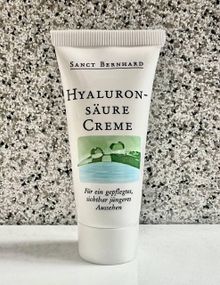 SANCT BERNHARD
HYALURON-
SÄURE
CREME
Für ein gepflegtes,
sichtbar jüngeres
Aussehen